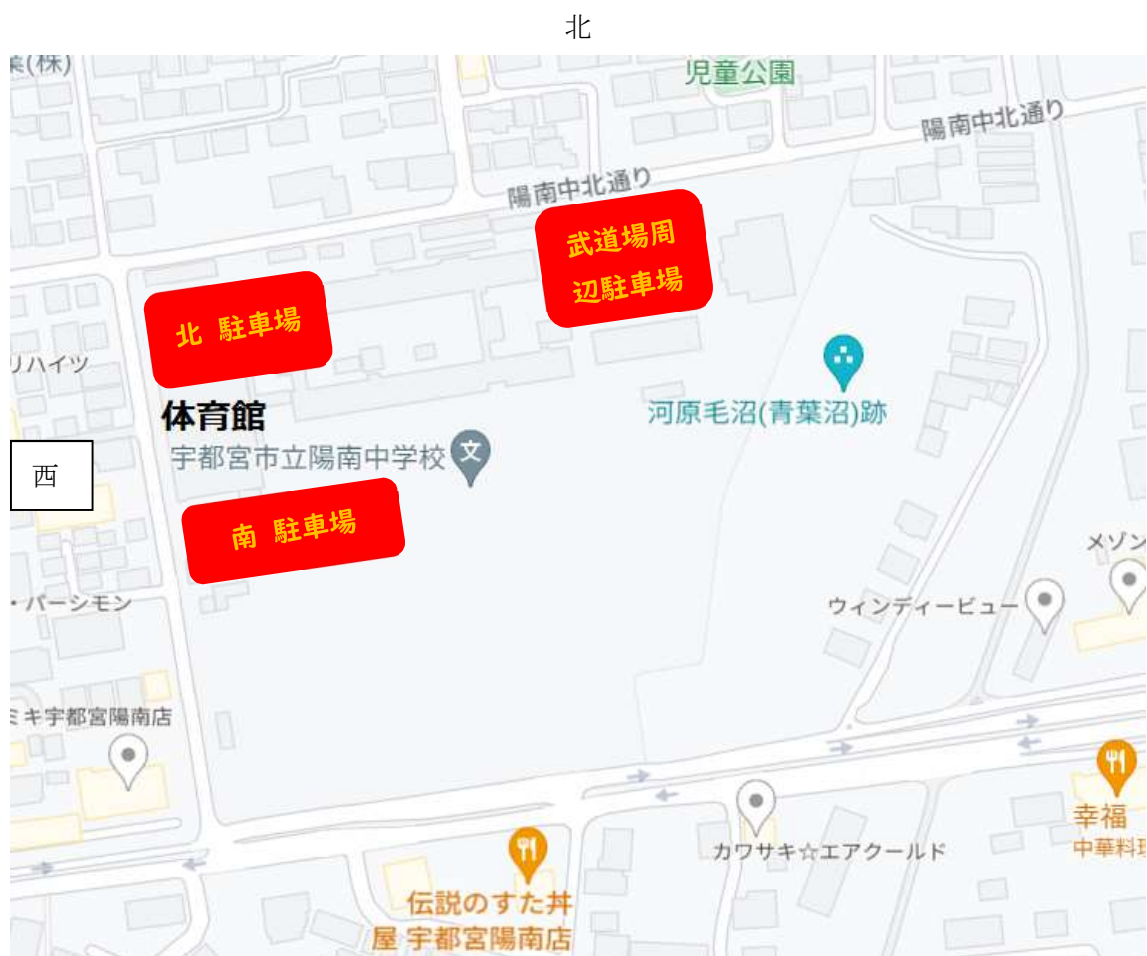 北
業(株)
児童公園
陽南中北通り
陽南中北通り
武道場周
辺駐車場
北 駐車場
リハイツ
体育館
河原毛沼(青葉沼)跡
宇都宮市立陽南中学校
文
西
南 駐車場
メゾン
・パーシモン
ウィンディービュー
ミキ宇都宮陽南店
幸福
中華料理
カワサキ☆エアクールド
伝説のすた丼
屋 宇都宮陽南店